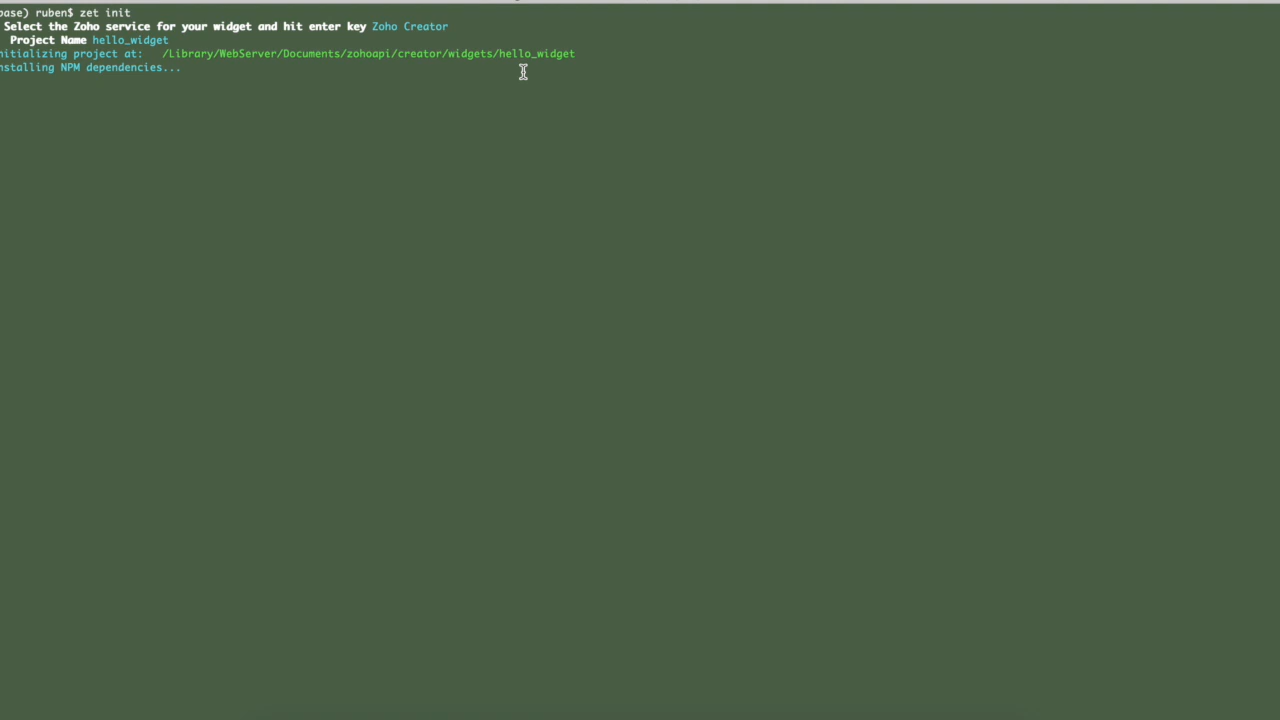 base) ruben$ zet init
Select the Zoho service for your widget and hit enter key Zoho Creator
Project Name hello_widget
nitializing project at: /Library/WebServer/Documents/zohoapi/creator/widgets/hello_widget
nstalling NPM dependencies...